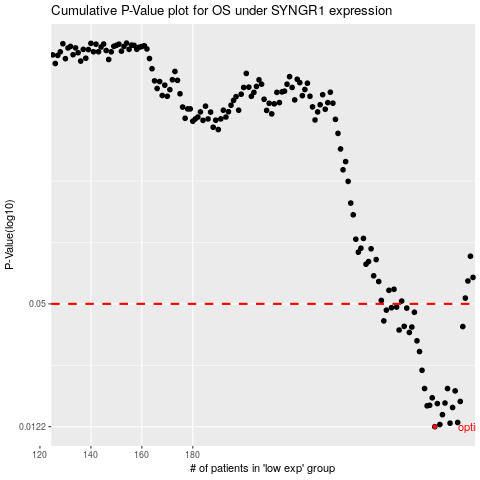 Cumulative P-Value plot for OS under SYNGR1 expression
P-Value(log10)
0.05
0.0122
opti
120 140 160 180
# of patients in 'low exp' group